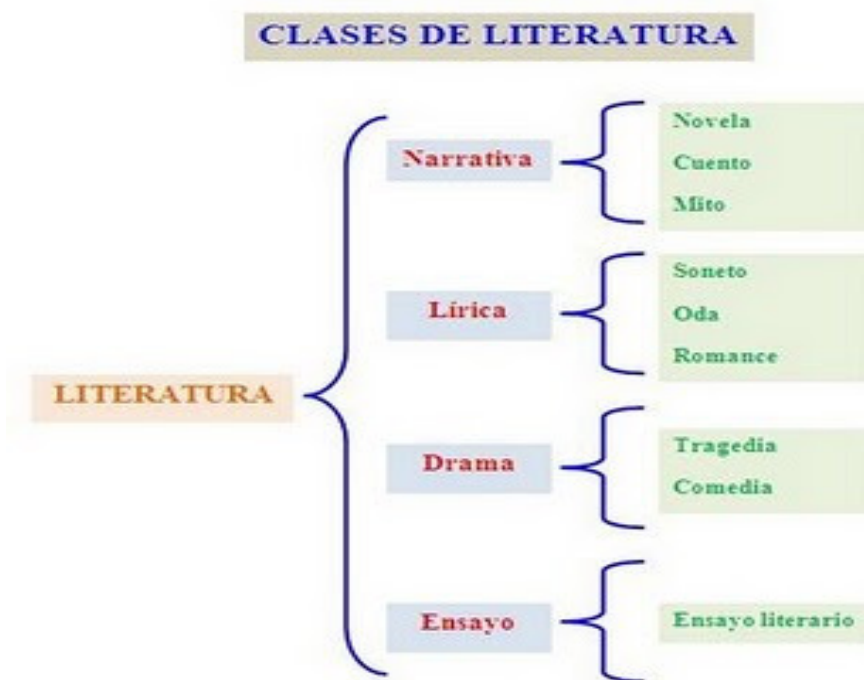 CLASES DE LITERATURA
LITERATURA
Narrativa
Novela
Cuento
Mito
Lírica
Soneto
Oda
Romance
Drama
Tragedia
Comedia
Ensayo
Ensayo literario